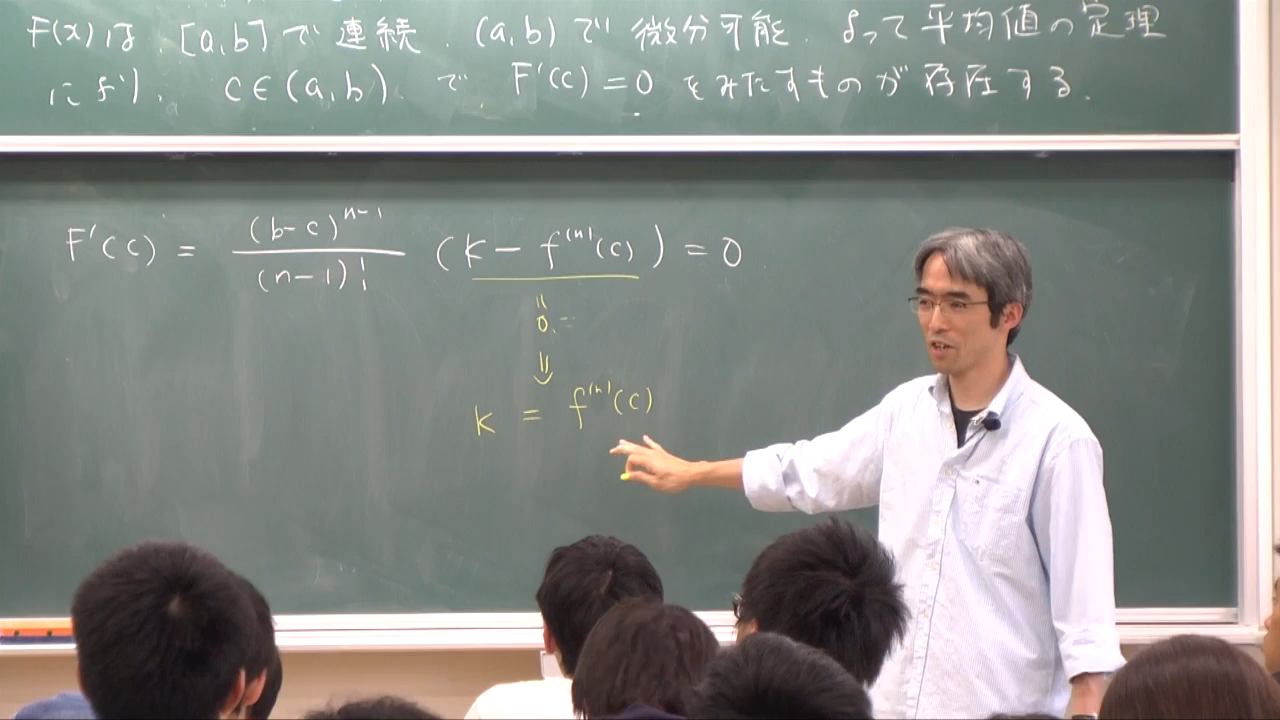 F(x)は、[a,b]で連続、(a,b)で微分可能、よって平均値の定理
により、c∈(a,b)で F'(c)=0 をみたすものが存在する.
F'(c) = (b-c)^{n-1} / (n-1)! (K - f^{(n)}(c)) = 0
॥
0.
⇓
K = f^{(n)}(c)